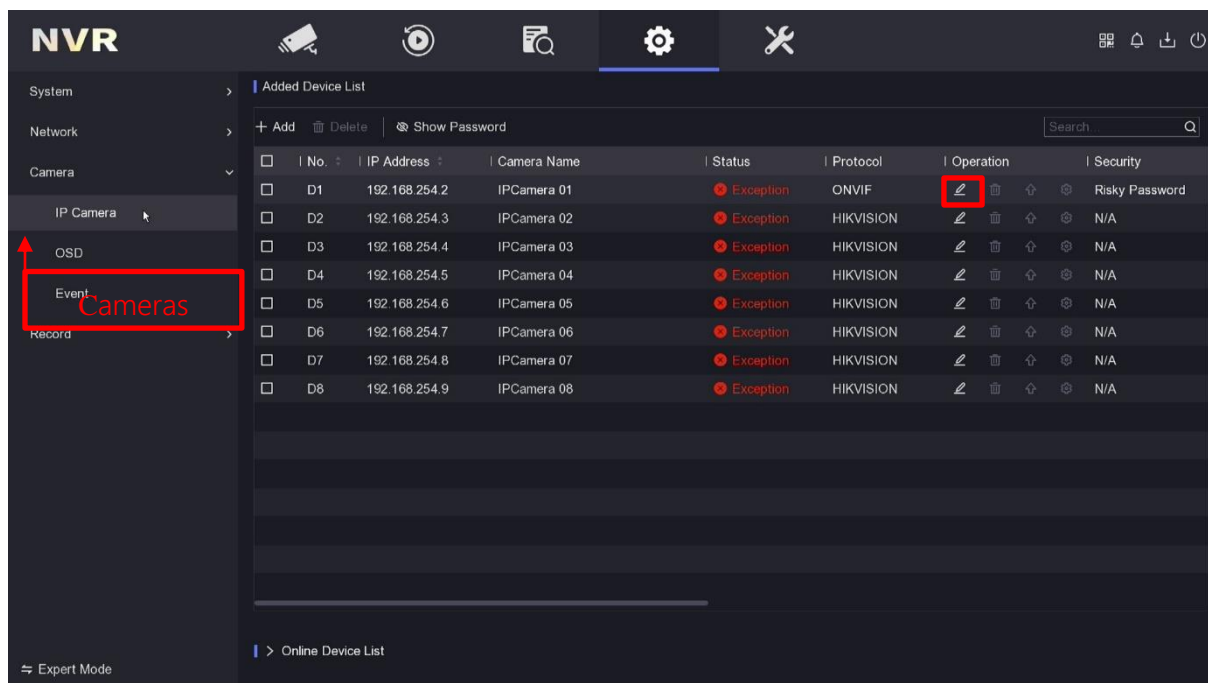 NVR
System
Network
Camera
IP Camera
OSD
Event
Cameras
Record
Expert Mode
Added Device List
Add Delete Show Password Search...
No. IP Address Camera Name Status Protocol Operation Security
D1 192.168.254.2 IPCamera 01 Exception ONVIF Risky Password
D2 192.168.254.3 IPCamera 02 Exception HIKVISION N/A
D3 192.168.254.4 IPCamera 03 Exception HIKVISION N/A
D4 192.168.254.5 IPCamera 04 Exception HIKVISION N/A
D5 192.168.254.6 IPCamera 05 Exception HIKVISION N/A
D6 192.168.254.7 IPCamera 06 Exception HIKVISION N/A
D7 192.168.254.8 IPCamera 07 Exception HIKVISION N/A
D8 192.168.254.9 IPCamera 08 Exception HIKVISION N/A
Online Device List